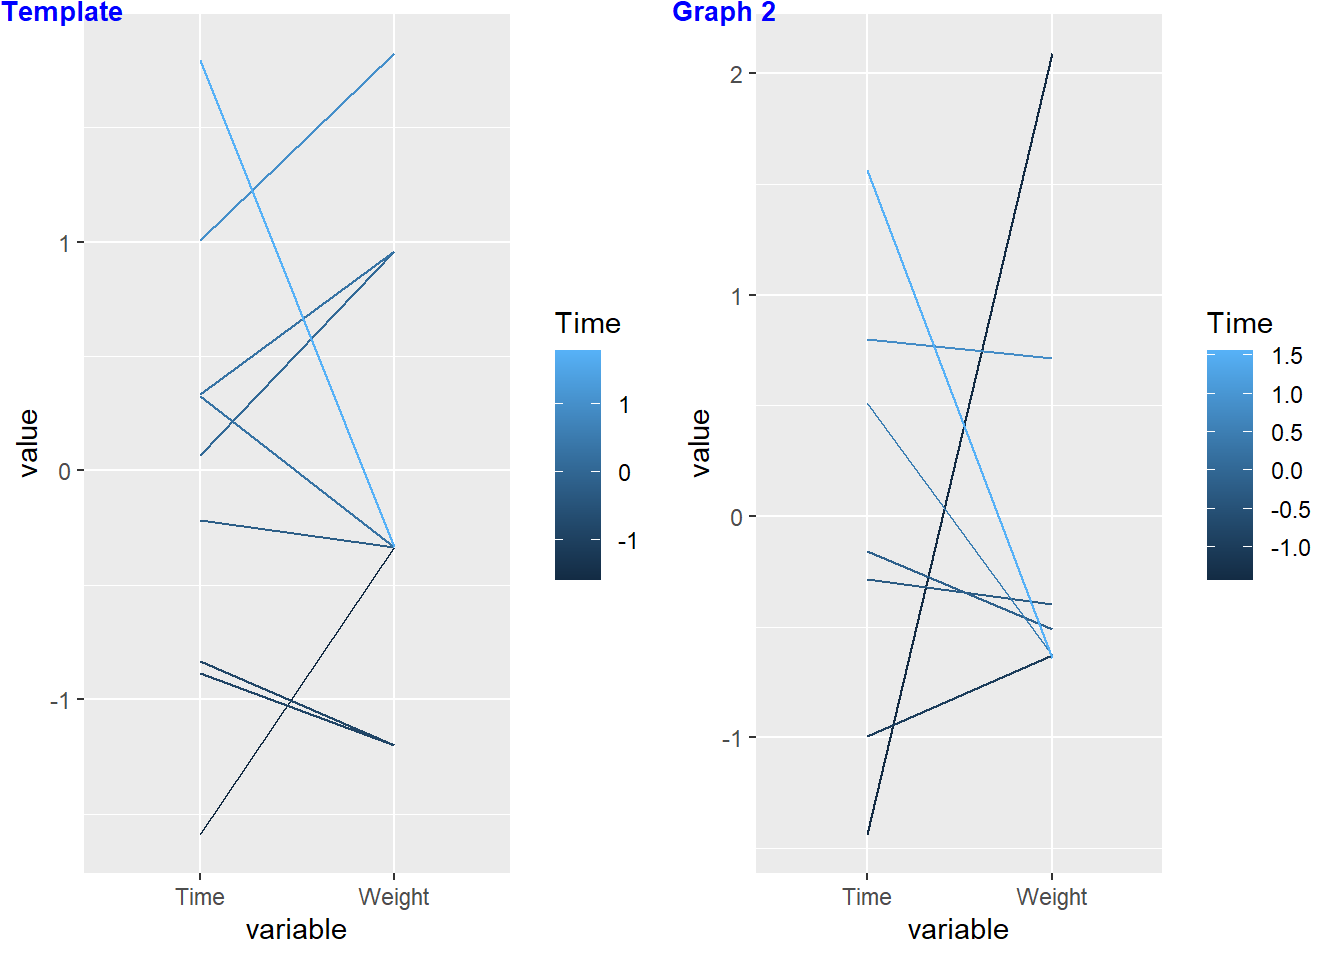 Template
1
0
-1
value
Time
Weight
variable
Time
1
0
-1
Graph 2
2
1
0
-1
value
Time
Weight
variable
Time
1.5
1.0
0.5
0.0
-0.5
-1.0